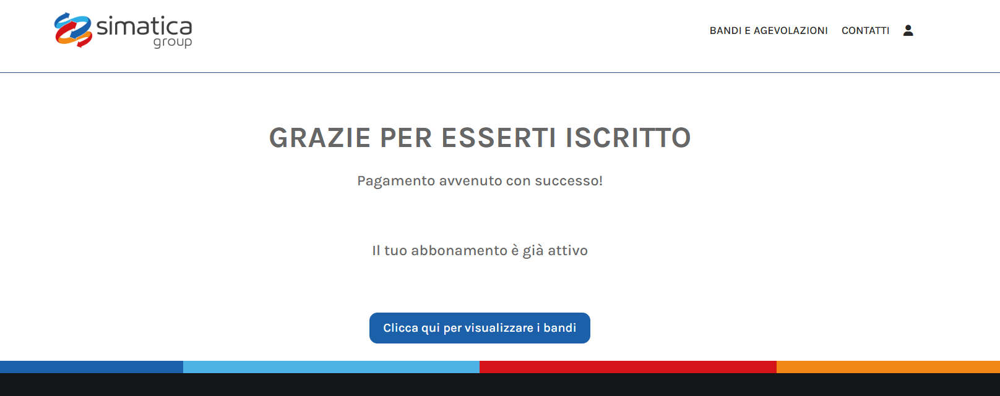 simatica
group
BANDI E AGEVOLAZIONI CONTATTI
GRAZIE PER ESSERTI ISCRITTO
Pagamento avvenuto con successo!
Il tuo abbonamento è già attivo
Clicca qui per visualizzare i bandi